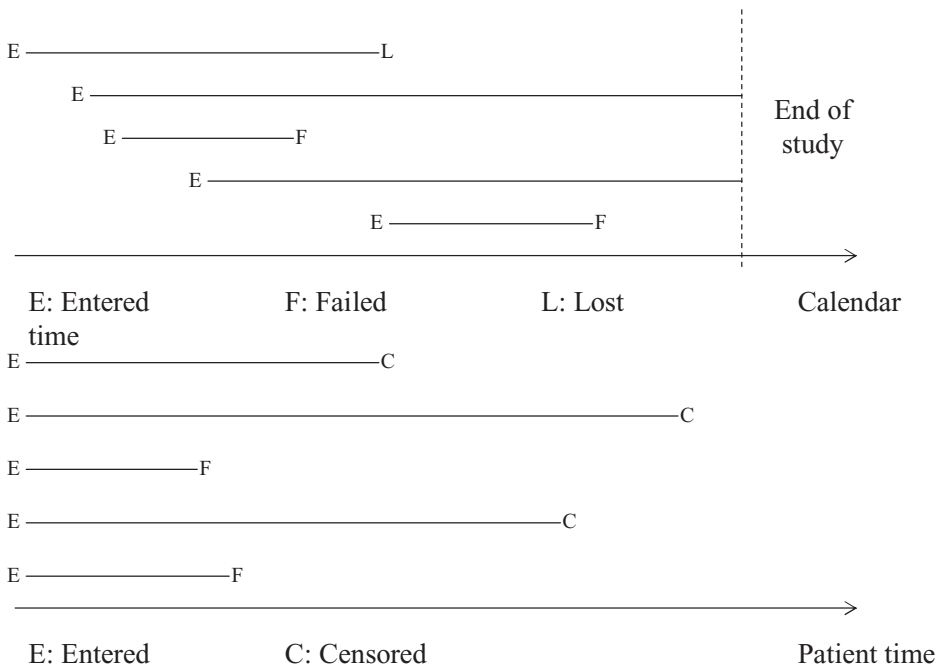 E L
E
End of
study
E F
E
E F
E: Entered F: Failed L: Lost Calendar
time
E C
E C
E F
E C
E F
E: Entered C: Censored Patient time